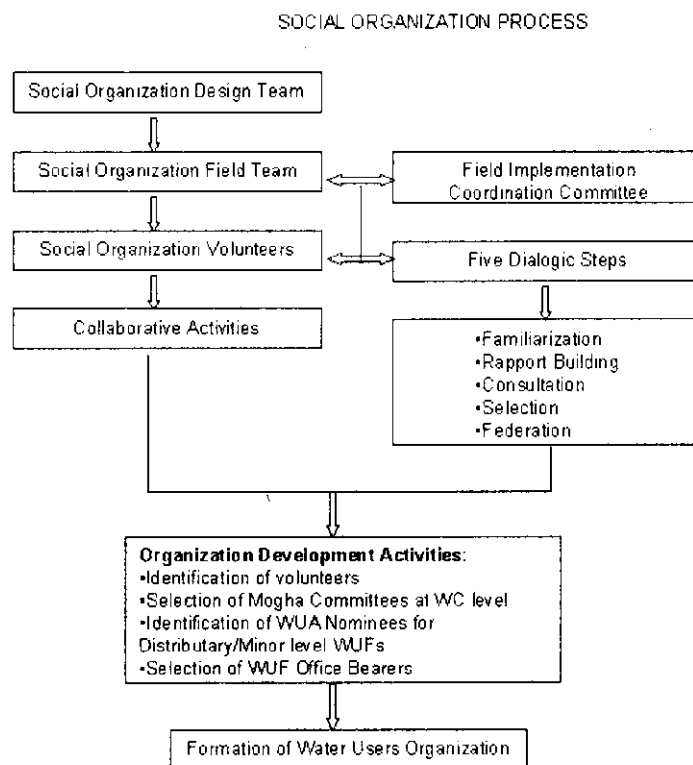 SOCIAL ORGANIZATION PROCESS
Social Organization Design Team
Social Organization Field Team
Field Implementation
Coordination Committee
Social Organization Volunteers
Five Dialogic Steps
Collaborative Activities
•Familiarization
•Rapport Building
•Consultation
•Selection
•Federation
Organization Development Activities:
•Identification of volunteers
•Selection of Mogha Committees at WC level
•Identification of WUA Nominees for
Distributary/Minor level WUFs
•Selection of WUF Office Bearers
Formation of Water Users Organization